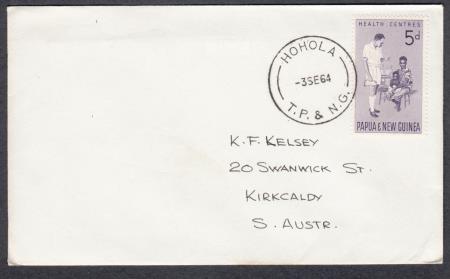 HEALTH CENTRES
5d
PAPUA & NEW GUINEA
HOHOLA
-3SE64
T.P. & N.G.
K.F. KELSEY
20 SWANWICK ST.
KIRKCALDY
S. AUSTR.